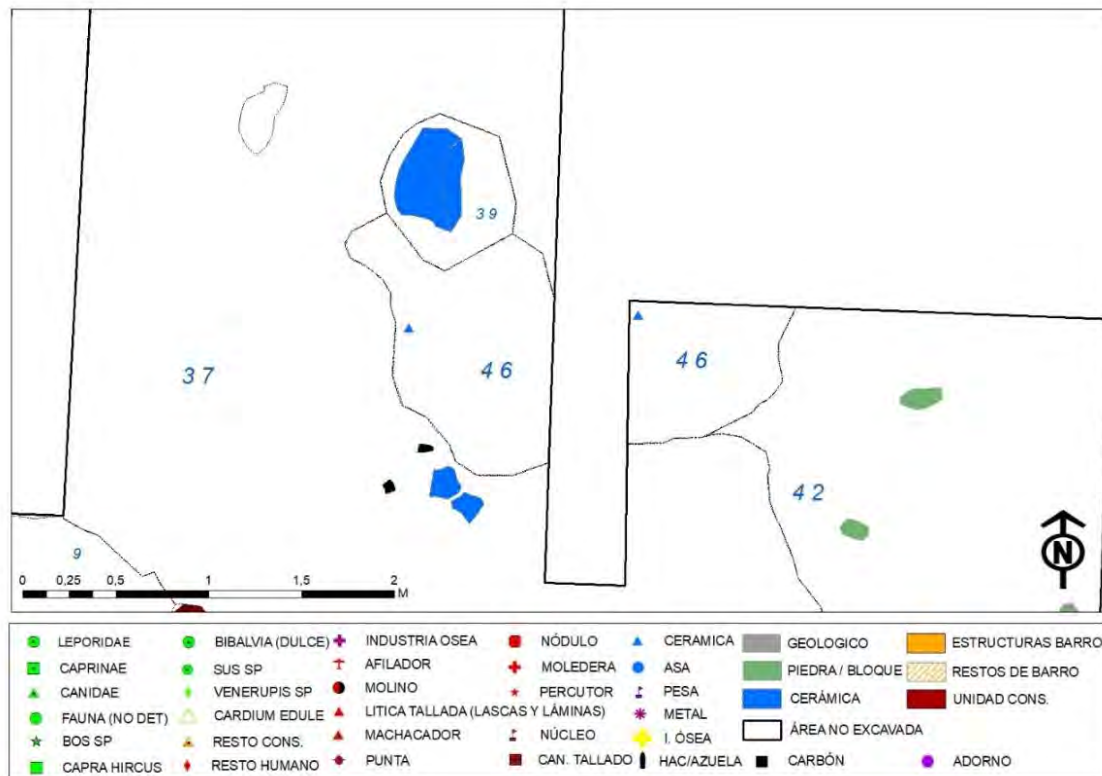 39
37
46
46
42
9
N
0 0,25 0,5 1 1,5 2
M
LEPORIDAE
CAPRINAE
CANIDAE
FAUNA (NO DET)
BOS SP
CAPRA HIRCUS
BIBALVIA (DULCE)
SUS SP
VENERUPIS SP
CARDIUM EDULE
RESTO CONS.
RESTO HUMANO
INDUSTRIA OSEA
AFILADOR
MOLINO
LITICA TALLADA (LASCAS Y LÁMINAS)
MACHACADOR
PUNTA
NÓDULO
MOLEDERA
PERCUTOR
NÚCLEO
CAN. TALLADO
CERAMICA
ASA
PESA
METAL
I. ÓSEA
HAC/AZUELA
GEOLOGICO
PIEDRA / BLOQUE
CERÁMICA
ÁREA NO EXCAVADA
CARBÓN
ESTRUCTURAS BARRO
RESTOS DE BARRO
UNIDAD CONS.
ADORNO